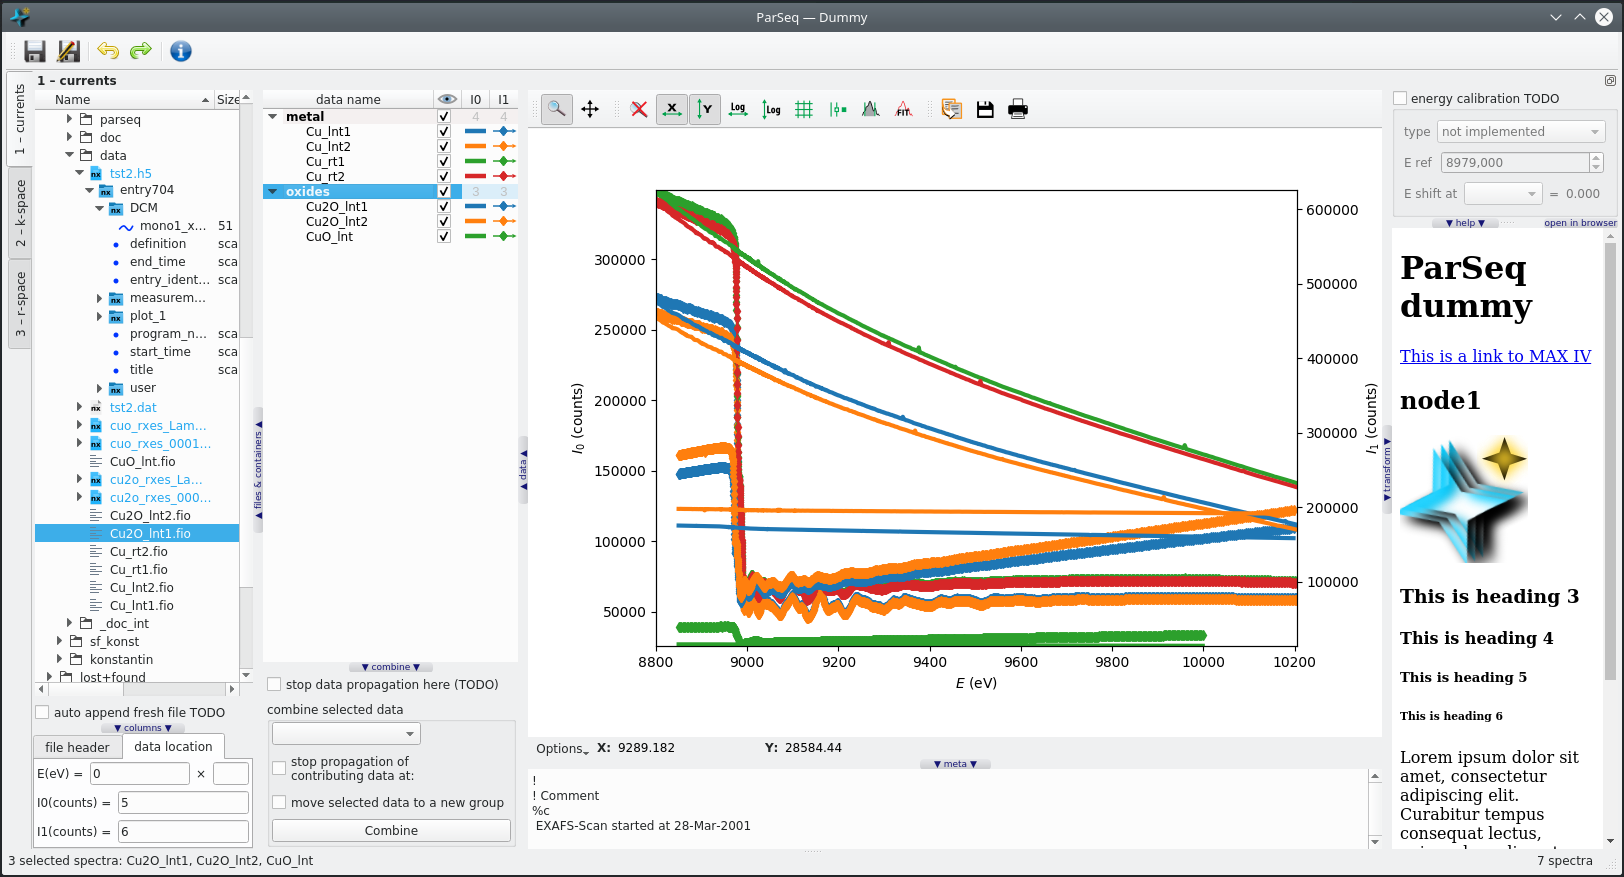 ParSeq — Dummy
1 – currents
2 – k-space
3 – r-space
1 – currents
Name Size
parseq
doc
data
tst2.h5
entry704
DCM
mono1_x... 51
definition sca
end_time sca
entry_ident... sca
measurem...
plot_1
program_n... sca
start_time sca
title sca
user
tst2.dat
cuo_rxes_Lam...
cuo_rxes_0001...
CuO_lnt.fio
cu2o_rxes_La...
cu2o_rxes_000...
Cu2O_lnt2.fio
Cu2O_lnt1.fio
Cu_rt2.fio
Cu_rt1.fio
Cu_lnt2.fio
Cu_lnt1.fio
_doc_int
sf_konst
konstantin
lost+found
auto append fresh file TODO
columns
file header data location
E(eV) = 0 ×
I0(counts) = 5
I1(counts) = 6
files & containers
data name I0 I1
metal 4 4
Cu_lnt1
Cu_lnt2
Cu_rt1
Cu_rt2
oxides 3 3
Cu2O_lnt1
Cu2O_lnt2
CuO_lnt
combine
stop data propagation here (TODO)
combine selected data
stop propagation of
contributing data at:
move selected data to a new group
Combine
data
X Y Log Log FIT
I0 (counts)
300000
250000
200000
150000
100000
50000
600000
500000
400000
300000
200000
100000
I1 (counts)
8800 9000 9200 9400 9600 9800 10000 10200
E (eV)
Options X: 9289.182 Y: 28584.44
meta
!
! Comment
%c
EXAFS-Scan started at 28-Mar-2001
transform
energy calibration TODO
type not implemented
E ref 8979,000
E shift at = 0.000
help open in browser
ParSeq
dummy
This is a link to MAX IV
node1
This is heading 3
This is heading 4
This is heading 5
This is heading 6
Lorem ipsum dolor sit
amet, consectetur
adipiscing elit.
Curabitur tempus
consequat lectus,
3 selected spectra: Cu2O_lnt1, Cu2O_lnt2, CuO_lnt
7 spectra